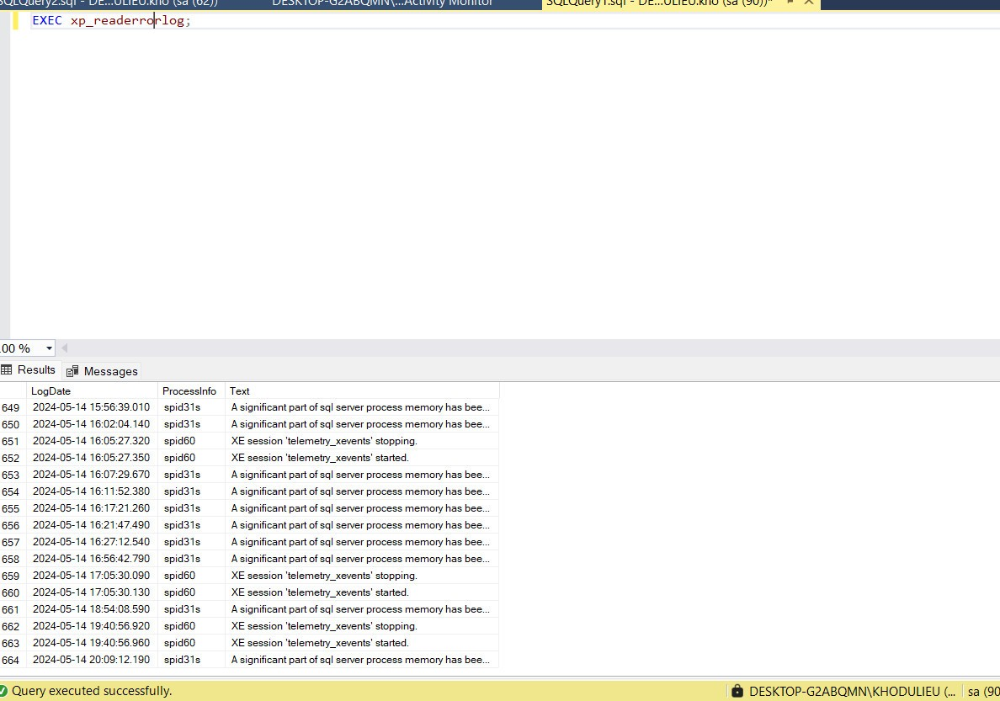 SQLQuery2.sql - DE...ULIEU.kho (sa (62)) DESKTOP-G2ABQMN\...Activity Monitor SQLQuery1.sql - DE...ULIEU.kho (sa (90))*
EXEC xp_readerrorlog;
.00 %
Results Messages
LogDate ProcessInfo Text
649 2024-05-14 15:56:39.010 spid31s A significant part of sql server process memory has bee...
650 2024-05-14 16:02:04.140 spid31s A significant part of sql server process memory has bee...
651 2024-05-14 16:05:27.320 spid60 XE session 'telemetry_xevents' stopping.
652 2024-05-14 16:05:27.350 spid60 XE session 'telemetry_xevents' started.
653 2024-05-14 16:07:29.670 spid31s A significant part of sql server process memory has bee...
654 2024-05-14 16:11:52.380 spid31s A significant part of sql server process memory has bee...
655 2024-05-14 16:17:21.260 spid31s A significant part of sql server process memory has bee...
656 2024-05-14 16:21:47.490 spid31s A significant part of sql server process memory has bee...
657 2024-05-14 16:27:12.540 spid31s A significant part of sql server process memory has bee...
658 2024-05-14 16:56:42.790 spid31s A significant part of sql server process memory has bee...
659 2024-05-14 17:05:30.090 spid60 XE session 'telemetry_xevents' stopping.
660 2024-05-14 17:05:30.130 spid60 XE session 'telemetry_xevents' started.
661 2024-05-14 18:54:08.590 spid31s A significant part of sql server process memory has bee...
662 2024-05-14 19:40:56.920 spid60 XE session 'telemetry_xevents' stopping.
663 2024-05-14 19:40:56.960 spid60 XE session 'telemetry_xevents' started.
664 2024-05-14 20:09:12.190 spid31s A significant part of sql server process memory has bee...
Query executed successfully. DESKTOP-G2ABQMN\KHODULIEU (... sa (90